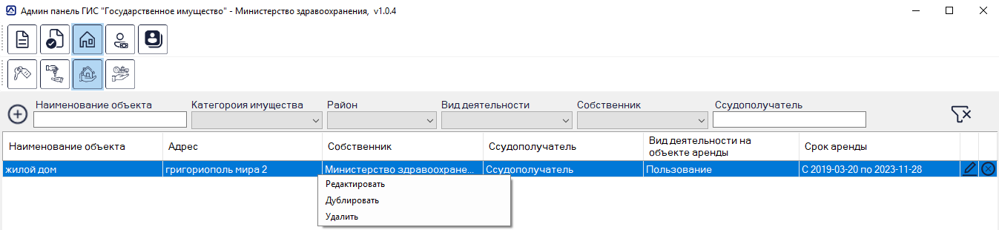 Админ панель ГИС "Государственное имущество" - Министерство здравоохранения, v1.0.4
Наименование объекта Категороия имущества Район Вид деятельности Собственник Ссудополучатель
Наименование объекта Адрес Собственник Ссудополучатель Вид деятельности на объекте аренды Срок аренды
жилой дом григориополь мира 2 Министерство здравоохране... Ссудополучатель Пользование С 2019-03-20 по 2023-11-28
Редактировать
Дублировать
Удалить